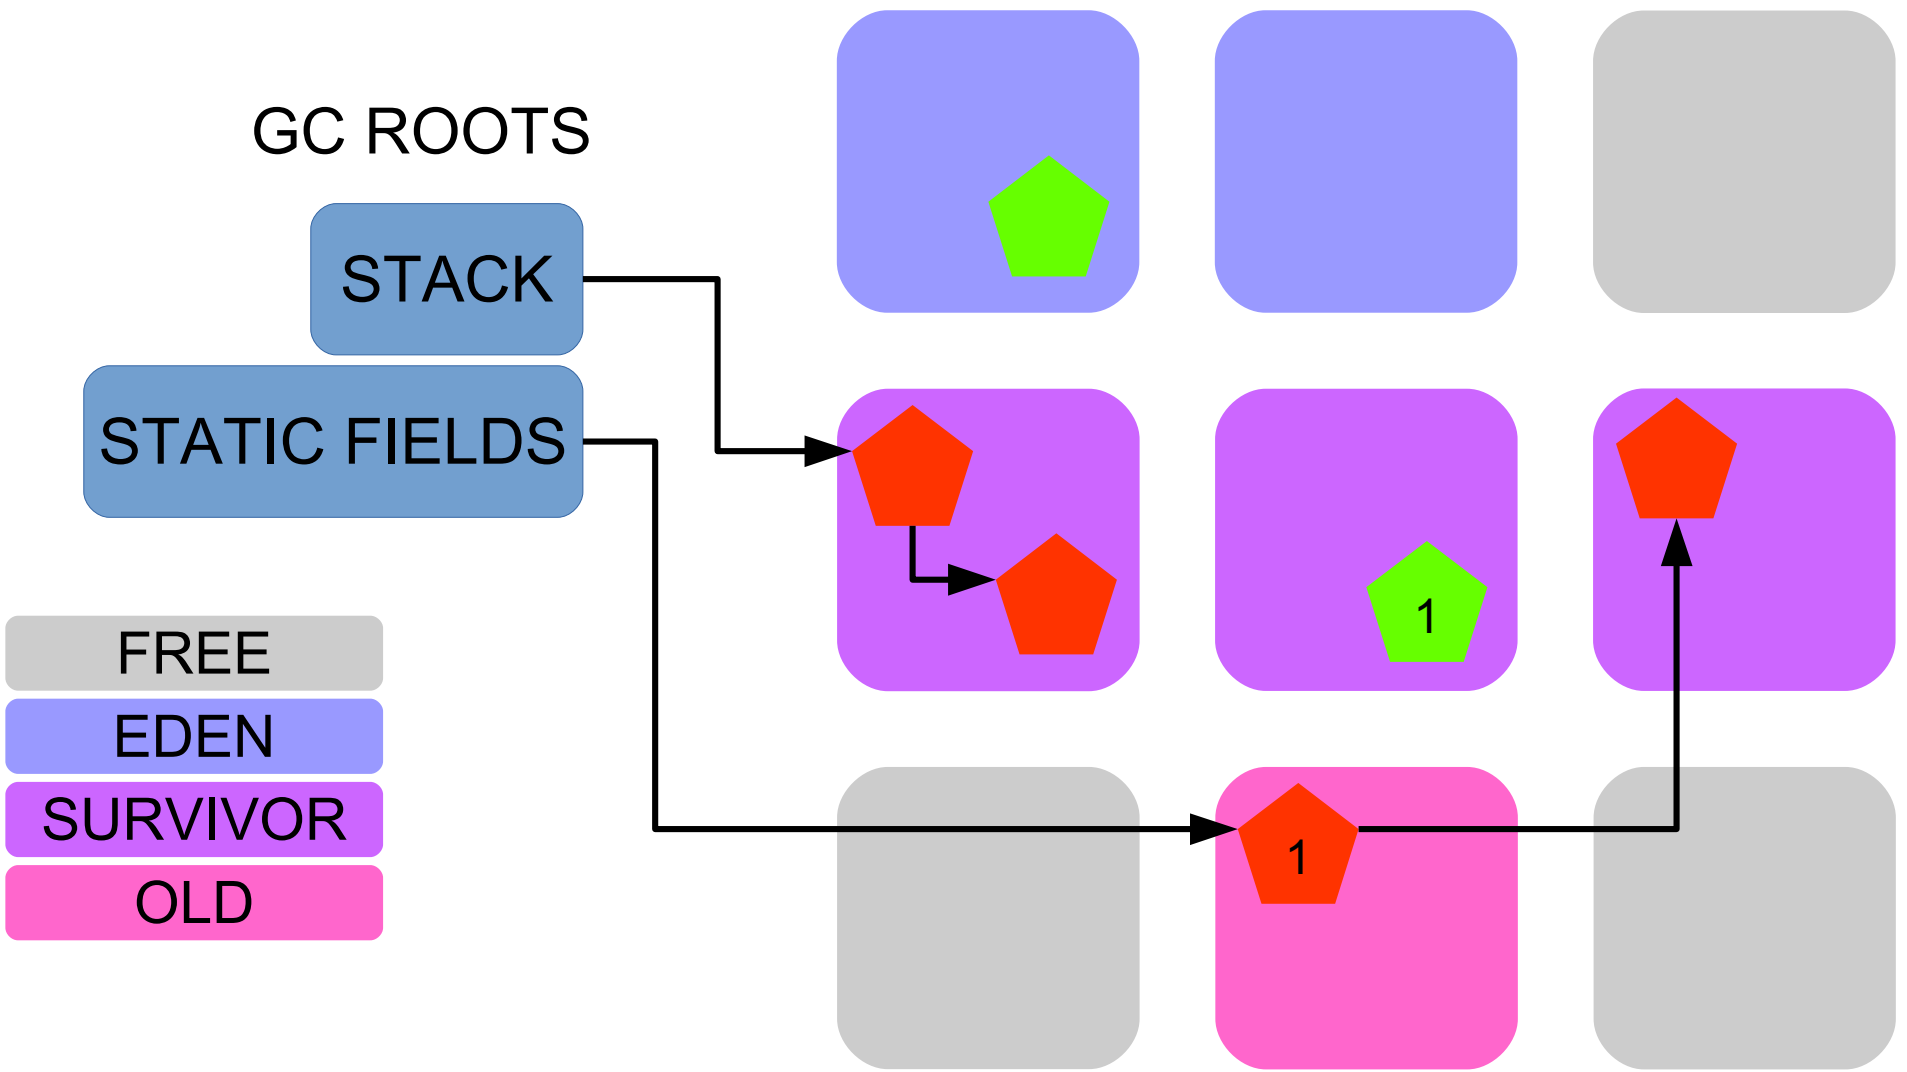 GC ROOTS
STACK
STATIC FIELDS
1
FREE
EDEN
SURVIVOR
1
OLD